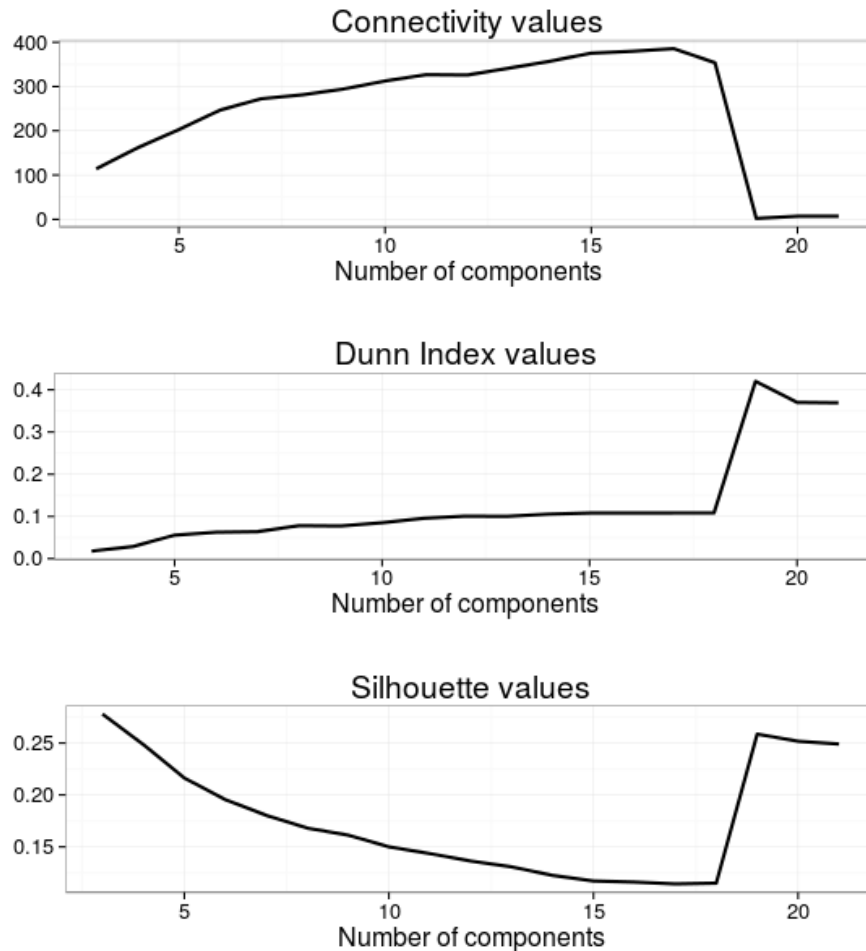 Connectivity values
400
300
200
100
0
5 10 15 20
Number of components
Dunn Index values
0.4
0.3
0.2
0.1
0.0
5 10 15 20
Number of components
Silhouette values
0.25
0.20
0.15
5 10 15 20
Number of components